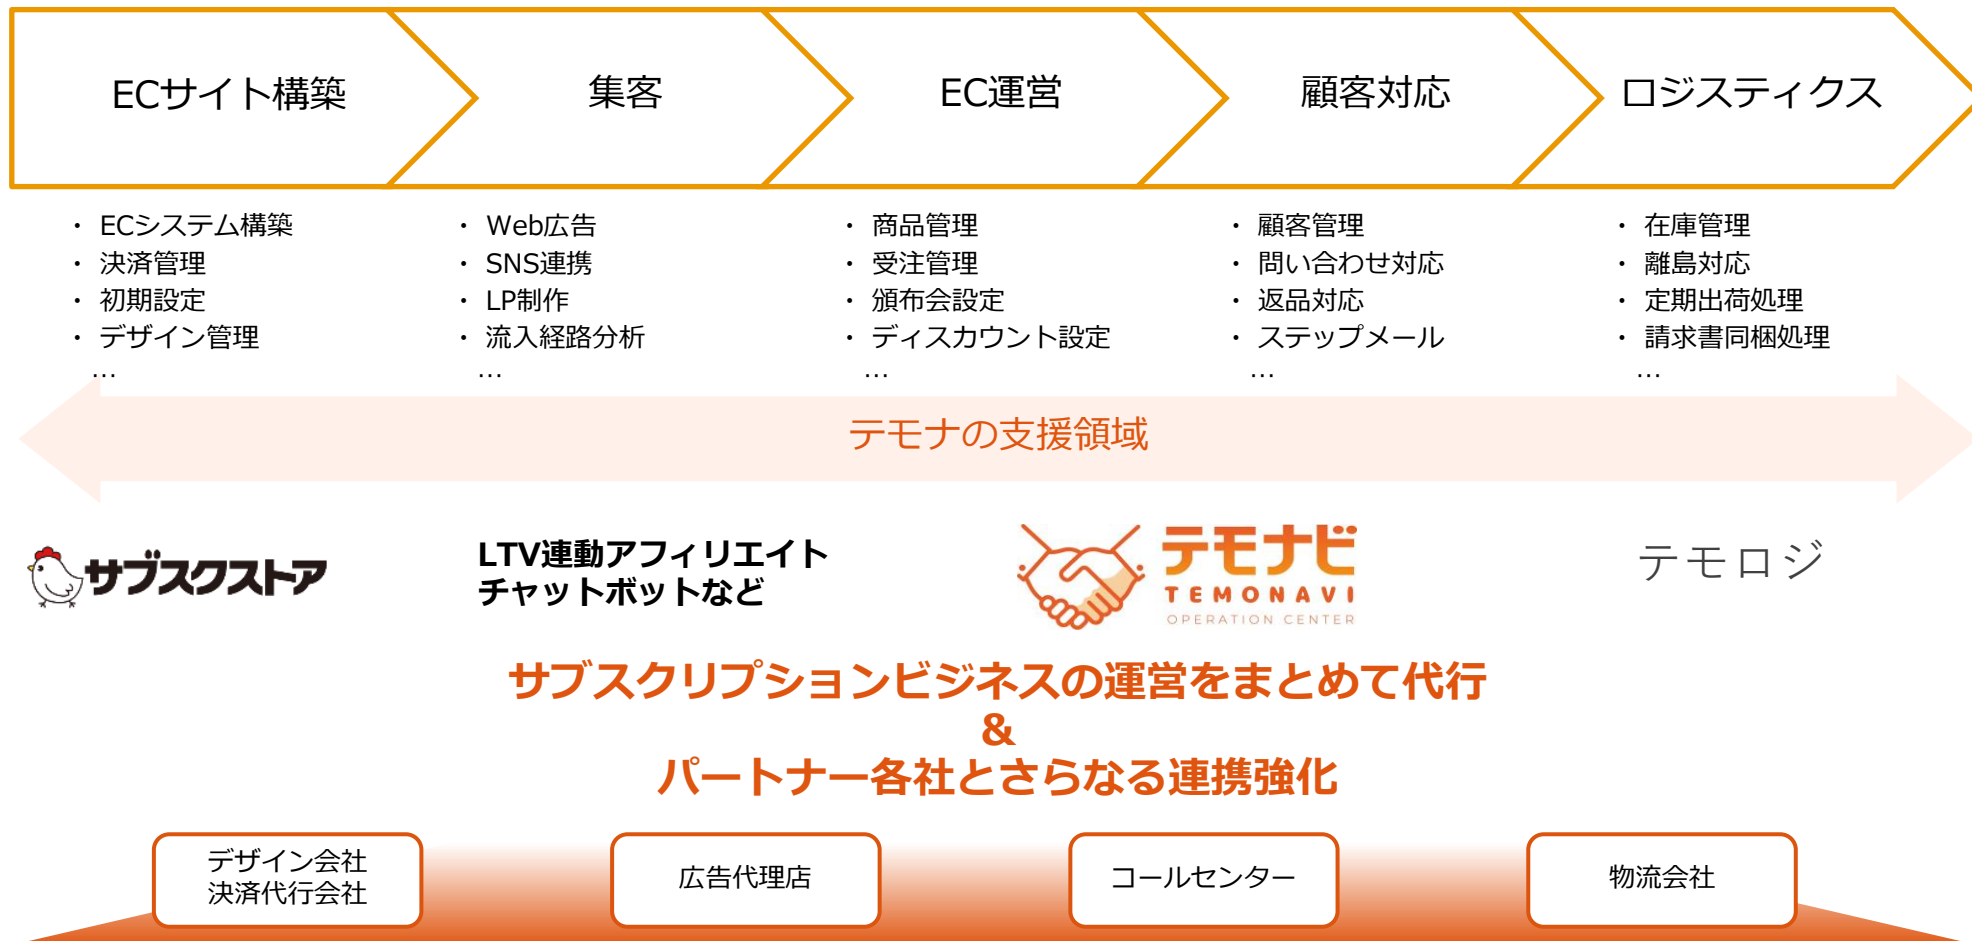 ECサイト構築
集客
EC運営
顧客対応
ロジスティクス
・ ECシステム構築
・ 決済管理
・ 初期設定
・ デザイン管理
…
・ Web広告
・ SNS連携
・ LP制作
・ 流入経路分析
…
・ 商品管理
・ 受注管理
・ 頒布会設定
・ ディスカウント設定
…
・ 顧客管理
・ 問い合わせ対応
・ 返品対応
・ ステップメール
…
・ 在庫管理
・ 離島対応
・ 定期出荷処理
・ 請求書同梱処理
…
テモナの支援領域
サブスクストア
LTV連動アフィリエイト
チャットボットなど
テモナビ
TEMONAVI
OPERATION CENTER
テモロジ
サブスクリプションビジネスの運営をまとめて代行
&
パートナー各社とさらなる連携強化
デザイン会社
決済代行会社
広告代理店
コールセンター
物流会社